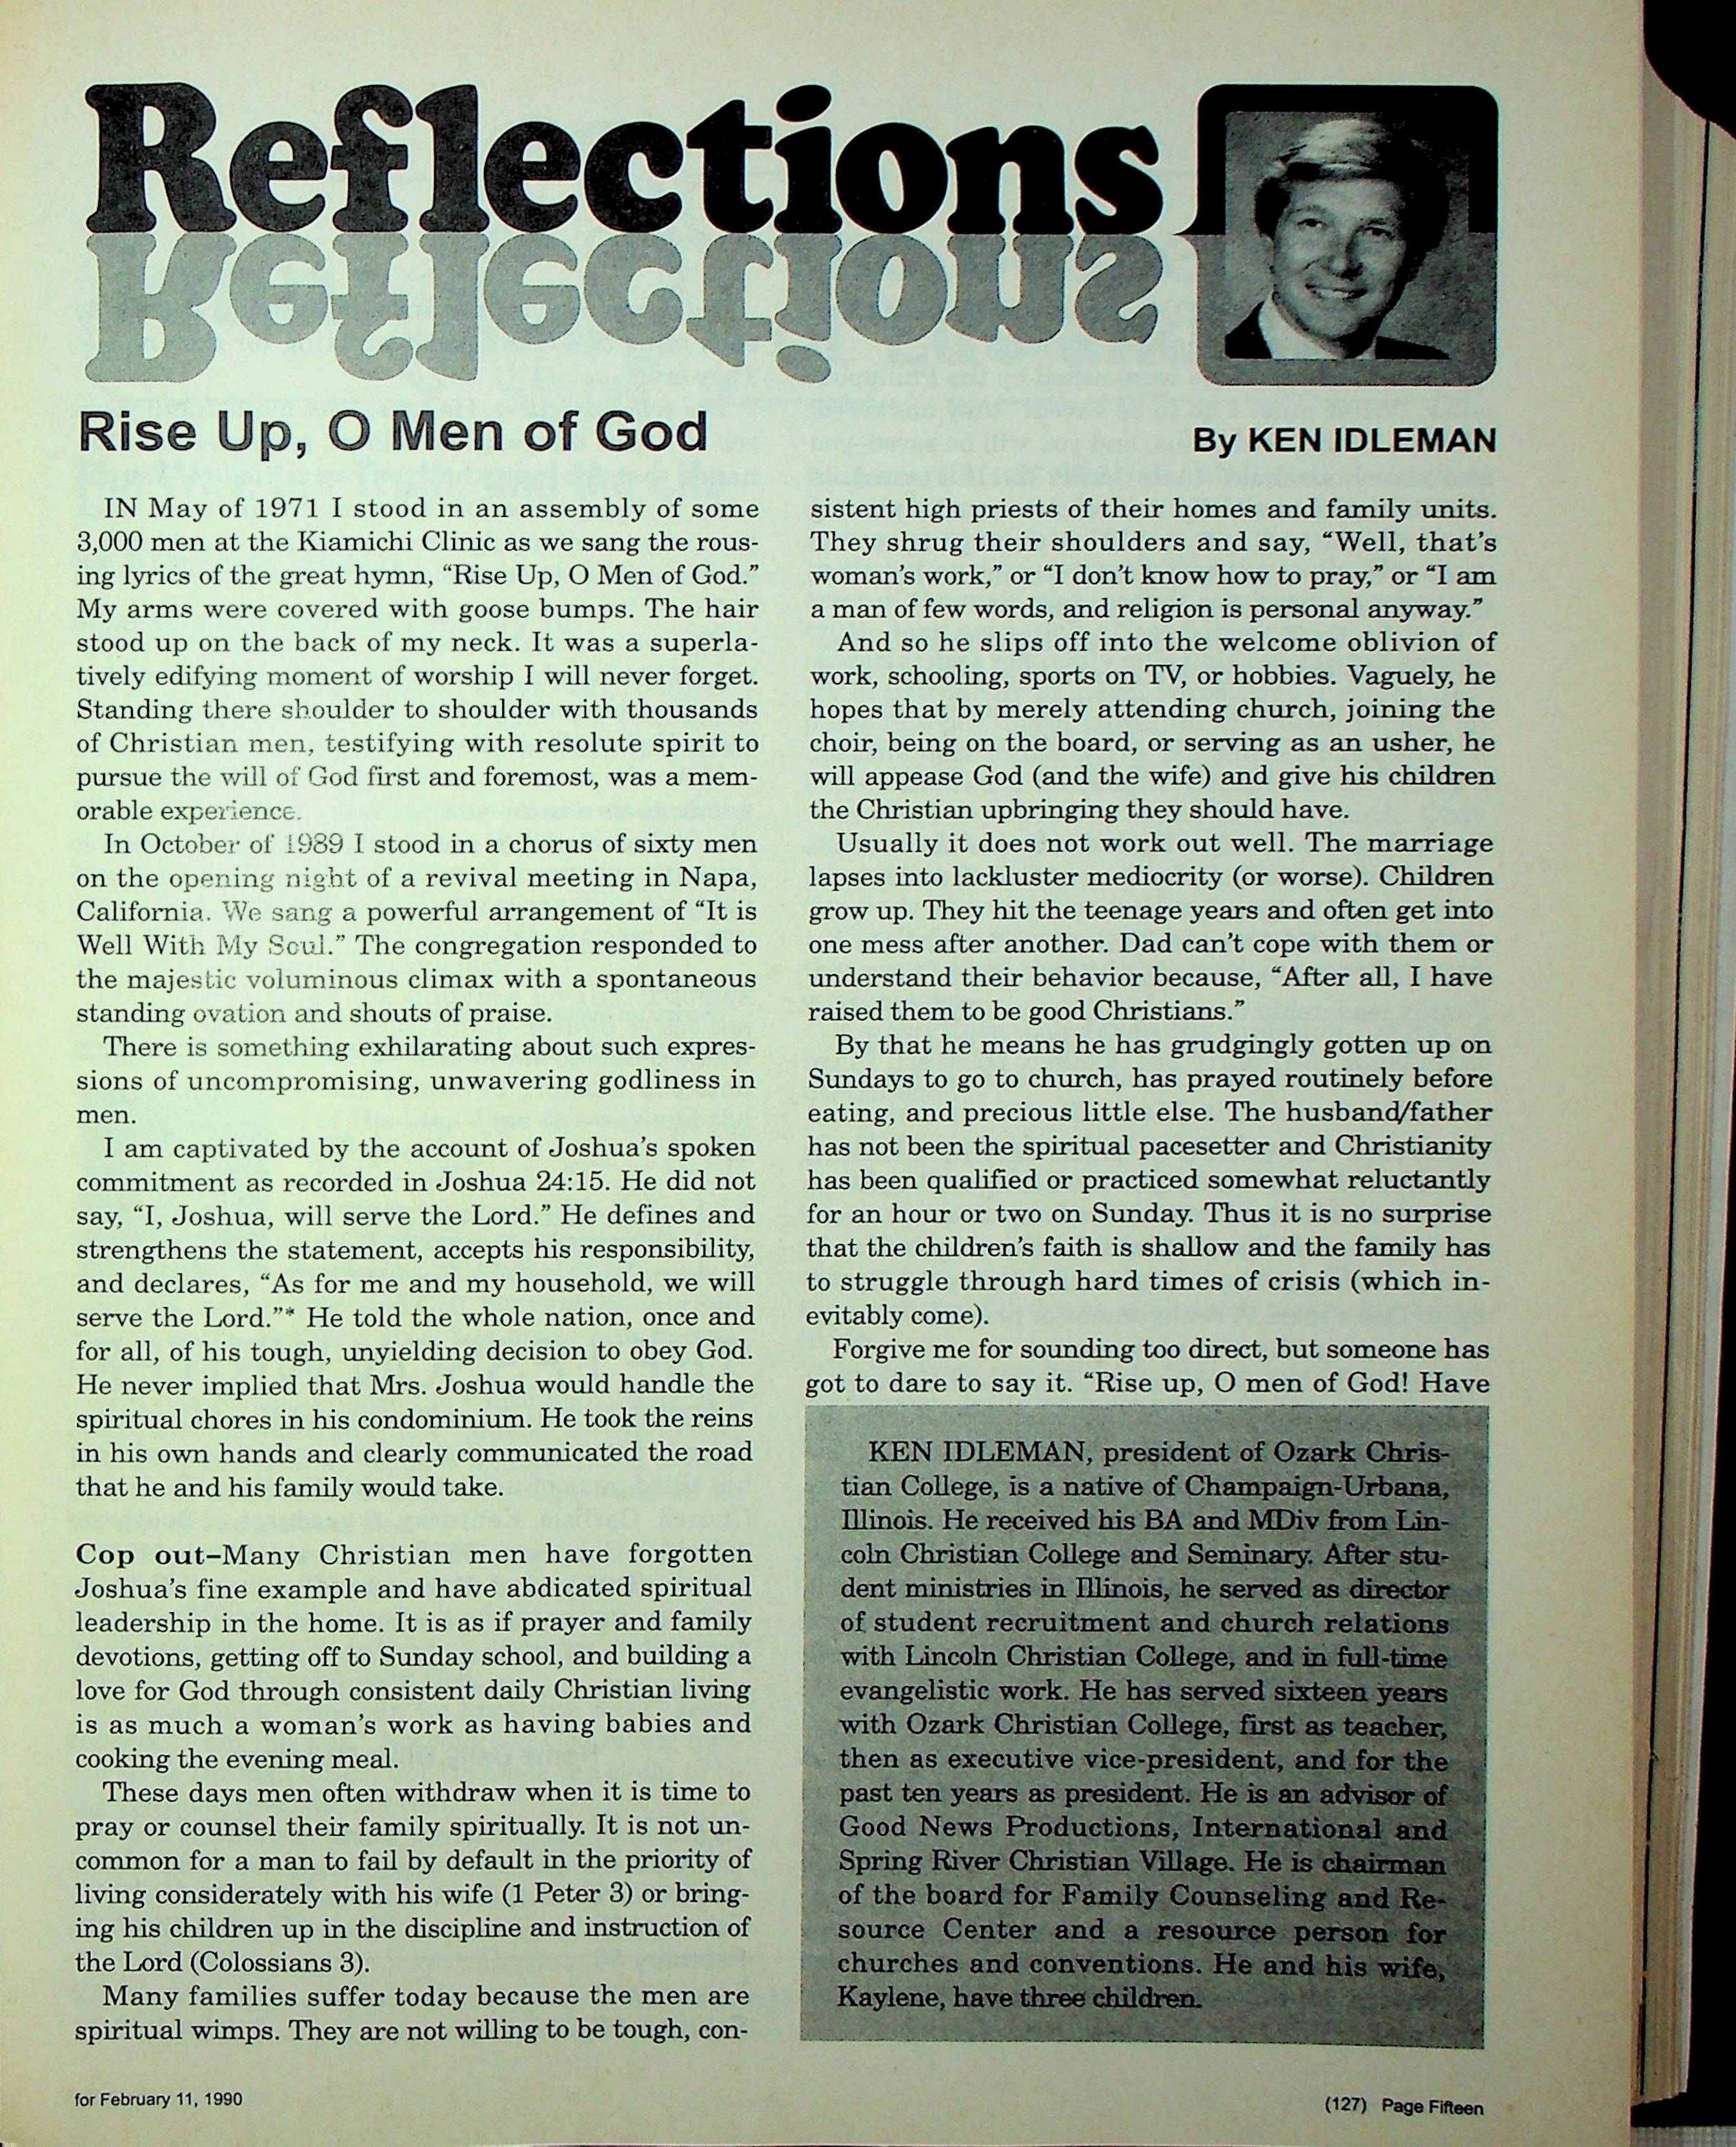 Reflections
Rise Up, O Men of God
By KEN IDLEMAN
IN May of 1971 I stood in an assembly of some
3,000 men at the Kiamichi Clinic as we sang the rous-
ing lyrics of the great hymn, “Rise Up, O Men of God.”
My arms were covered with goose bumps. The hair
stood up on the back of my neck. It was a superla-
tively edifying moment of worship I will never forget.
Standing there shoulder to shoulder with thousands
of Christian men, testifying with resolute spirit to
pursue the will of God first and foremost, was a mem-
orable experience.
In October of 1989 I stood in a chorus of sixty men
on the opening night of a revival meeting in Napa,
California. We sang a powerful arrangement of “It is
Well With My Soul.” The congregation responded to
the majestic voluminous climax with a spontaneous
standing ovation and shouts of praise.
There is something exhilarating about such expres-
sions of uncompromising, unwavering godliness in
men.
I am captivated by the account of Joshua’s spoken
commitment as recorded in Joshua 24:15. He did not
say, “I, Joshua, will serve the Lord.” He defines and
strengthens the statement, accepts his responsibility,
and declares, “As for me and my household, we will
serve the Lord.”* He told the whole nation, once and
for all, of his tough, unyielding decision to obey God.
He never implied that Mrs. Joshua would handle the
spiritual chores in his condominium. He took the reins
in his own hands and clearly communicated the road
that he and his family would take.
Cop out–Many Christian men have forgotten
Joshua’s fine example and have abdicated spiritual
leadership in the home. It is as if prayer and family
devotions, getting off to Sunday school, and building a
love for God through consistent daily Christian living
is as much a woman’s work as having babies and
cooking the evening meal.
These days men often withdraw when it is time to
pray or counsel their family spiritually. It is not un-
common for a man to fail by default in the priority of
living considerately with his wife (1 Peter 3) or bring-
ing his children up in the discipline and instruction of
the Lord (Colossians 3).
Many families suffer today because the men are
spiritual wimps. They are not willing to be tough, con-
sistent high priests of their homes and family units.
They shrug their shoulders and say, “Well, that’s
woman’s work,” or “I don’t know how to pray,” or “I am
a man of few words, and religion is personal anyway.”
And so he slips off into the welcome oblivion of
work, schooling, sports on TV, or hobbies. Vaguely, he
hopes that by merely attending church, joining the
choir, being on the board, or serving as an usher, he
will appease God (and the wife) and give his children
the Christian upbringing they should have.
Usually it does not work out well. The marriage
lapses into lackluster mediocrity (or worse). Children
grow up. They hit the teenage years and often get into
one mess after another. Dad can’t cope with them or
understand their behavior because, “After all, I have
raised them to be good Christians.”
By that he means he has grudgingly gotten up on
Sundays to go to church, has prayed routinely before
eating, and precious little else. The husband/father
has not been the spiritual pacesetter and Christianity
has been qualified or practiced somewhat reluctantly
for an hour or two on Sunday. Thus it is no surprise
that the children’s faith is shallow and the family has
to struggle through hard times of crisis (which in-
evitably come).
Forgive me for sounding too direct, but someone has
got to dare to say it. “Rise up, O men of God! Have
KEN IDLEMAN, president of Ozark Chris-
tian College, is a native of Champaign-Urbana,
Illinois. He received his BA and MDiv from Lin-
coln Christian College and Seminary. After stu-
dent ministries in Illinois, he served as director
of student recruitment and church relations
with Lincoln Christian College, and in full-time
evangelistic work. He has served sixteen years
with Ozark Christian College, first as teacher,
then as executive vice-president, and for the
past ten years as president. He is an advisor of
Good News Productions, International and
Spring River Christian Village. He is chairman
of the board for Family Counseling and Re-
source Center and a resource person for
churches and conventions. He and his wife,
Kaylene, have three children.
for February 11, 1990
(127) Page Fifteen